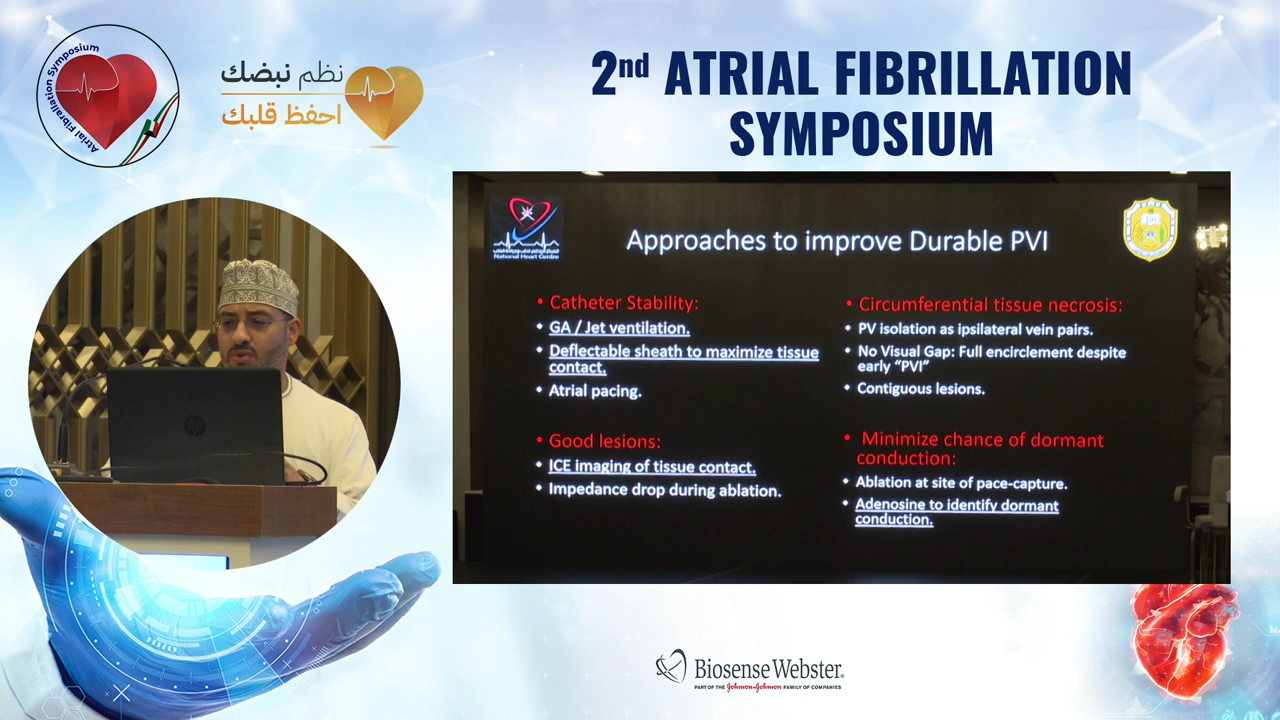 Atrial Fibrallation Symposium
نظم نبضك
احفظ قلبك
2nd ATRIAL FIBRILLATION
SYMPOSIUM
National Heart Centre
Approaches to improve Durable PVI
• Catheter Stability:
• GA / Jet ventilation.
• Deflectable sheath to maximize tissue
contact.
• Atrial pacing.
• Good lesions:
• ICE imaging of tissue contact.
• Impedance drop during ablation.
• Circumferential tissue necrosis:
• PV isolation as ipsilateral vein pairs.
• No Visual Gap: Full encirclement despite
early “PVI”
• Contiguous lesions.
• Minimize chance of dormant
conduction:
• Ablation at site of pace-capture.
• Adenosine to identify dormant
conduction.
hp
Biosense Webster®
PART OF THE Johnson&Johnson FAMILY OF COMPANIES